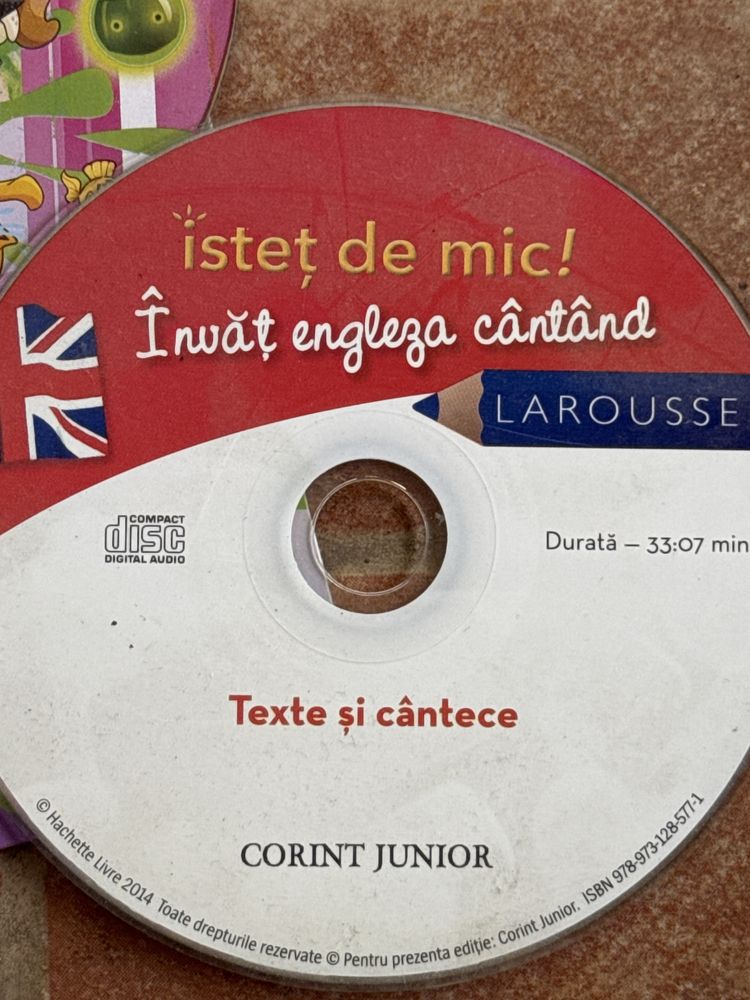 isteț de mic!
Învăț engleza cântând
LAROUSSE
COMPACT
disc
DIGITAL AUDIO
Durată – 33:07 min
Texte și cântece
CORINT JUNIOR
© Hachette Livre 2014 Toate drepturile rezervate © Pentru prezenta ediție: Corint Junior. ISBN 978-973-128-577-1